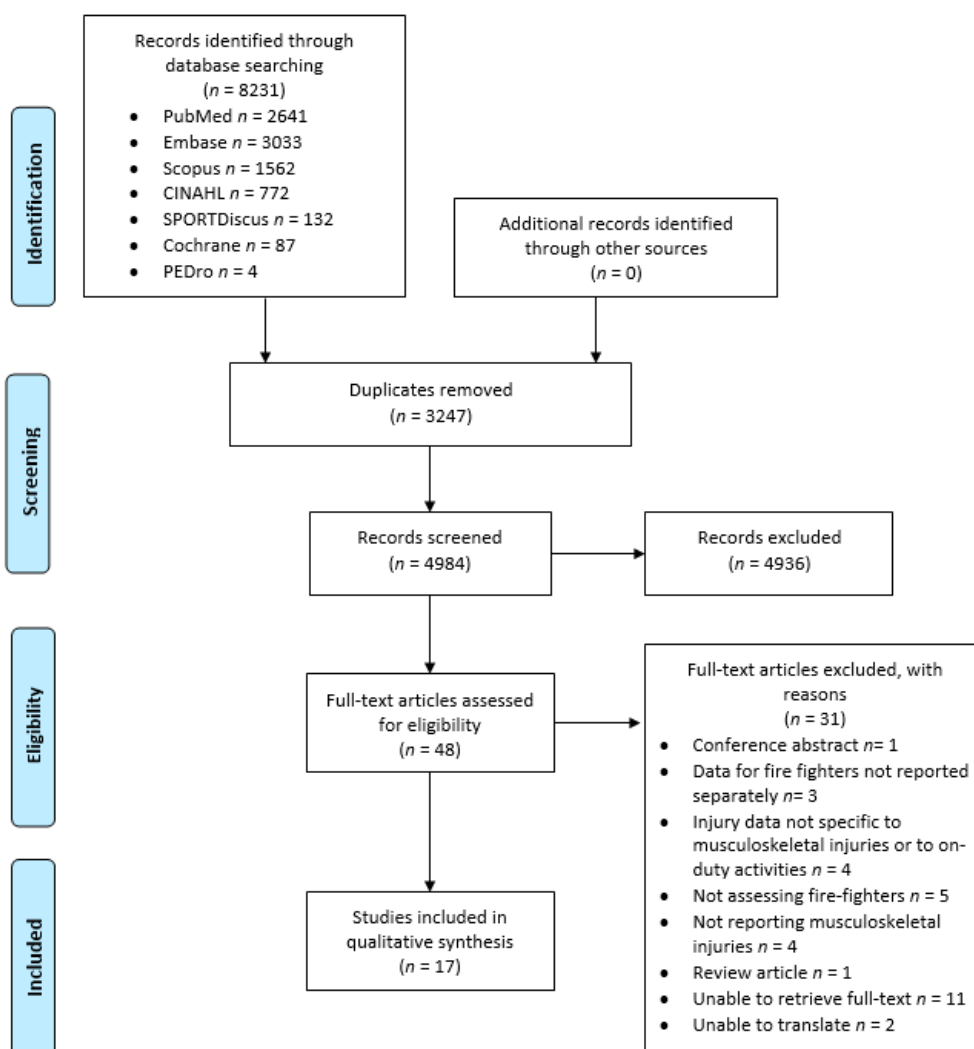 Identification
Records identified through
database searching
(n = 8231)
• PubMed n = 2641
• Embase n = 3033
• Scopus n = 1562
• CINAHL n = 772
• SPORTDiscus n = 132
• Cochrane n = 87
• PEDro n = 4
Additional records identified
through other sources
(n = 0)
Screening
Duplicates removed
(n = 3247)
Records screened
(n = 4984)
Records excluded
(n = 4936)
Eligibility
Full-text articles assessed
for eligibility
(n = 48)
Full-text articles excluded, with
reasons
(n = 31)
• Conference abstract n= 1
• Data for fire fighters not reported
separately n= 3
• Injury data not specific to
musculoskeletal injuries or to on-
duty activities n = 4
• Not assessing fire-fighters n = 5
• Not reporting musculoskeletal
injuries n = 4
• Review article n = 1
• Unable to retrieve full-text n = 11
• Unable to translate n = 2
Included
Studies included in
qualitative synthesis
(n = 17)